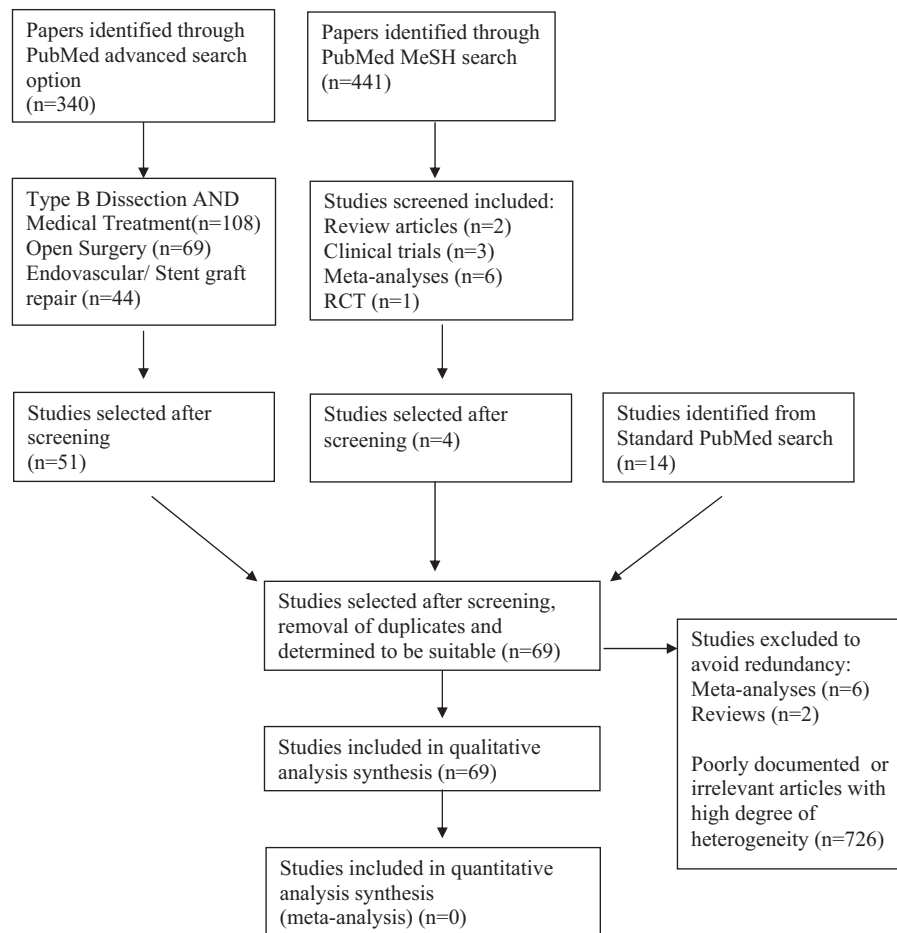 Papers identified through
PubMed advanced search
option
(n=340)
Papers identified through
PubMed MeSH search
(n=441)
Type B Dissection AND
Medical Treatment(n=108)
Open Surgery (n=69)
Endovascular/ Stent graft
repair (n=44)
Studies screened included:
Review articles (n=2)
Clinical trials (n=3)
Meta-analyses (n=6)
RCT (n=1)
Studies selected after
screening
(n=51)
Studies selected after
screening (n=4)
Studies identified from
Standard PubMed search
(n=14)
Studies selected after screening,
removal of duplicates and
determined to be suitable (n=69)
Studies excluded to
avoid redundancy:
Meta-analyses (n=6)
Reviews (n=2)
Poorly documented or
irrelevant articles with
high degree of
heterogeneity (n=726)
Studies included in qualitative
analysis synthesis (n=69)
Studies included in quantitative
analysis synthesis
(meta-analysis) (n=0)